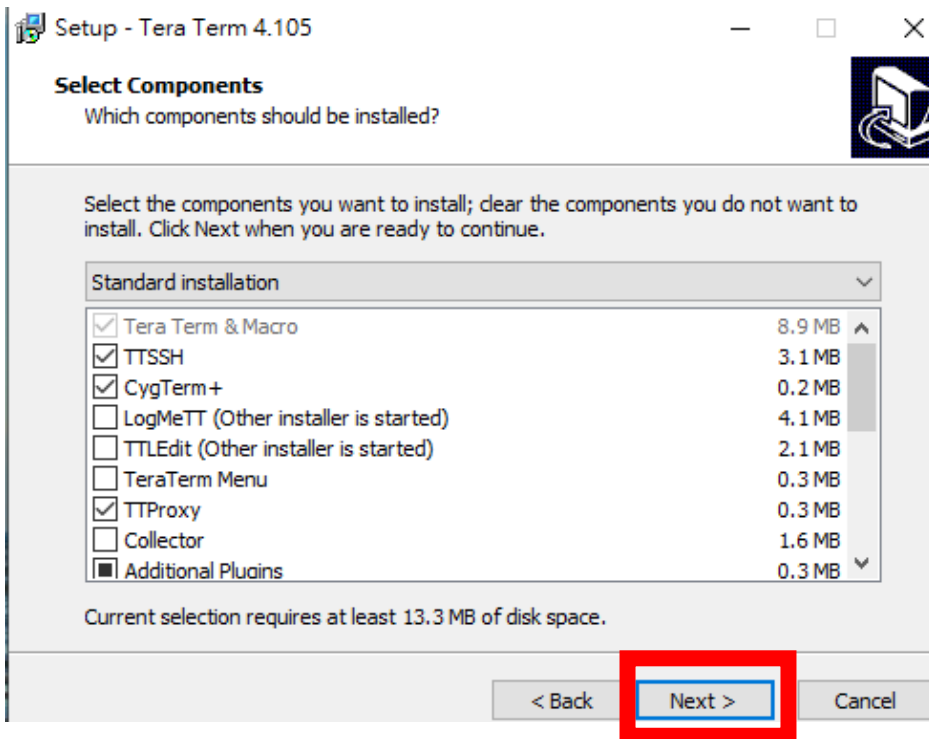 Setup - Tera Term 4.105
Select Components
Which components should be installed?
Select the components you want to install; clear the components you do not want to
install. Click Next when you are ready to continue.
Standard installation
Tera Term & Macro 8.9 MB
TTSSH 3.1 MB
CygTerm+ 0.2 MB
LogMeTT (Other installer is started) 4.1 MB
TTLEdit (Other installer is started) 2.1 MB
TeraTerm Menu 0.3 MB
TTProxy 0.3 MB
Collector 1.6 MB
Additional Plugins 0.3 MB
Current selection requires at least 13.3 MB of disk space.
< Back Next > Cancel